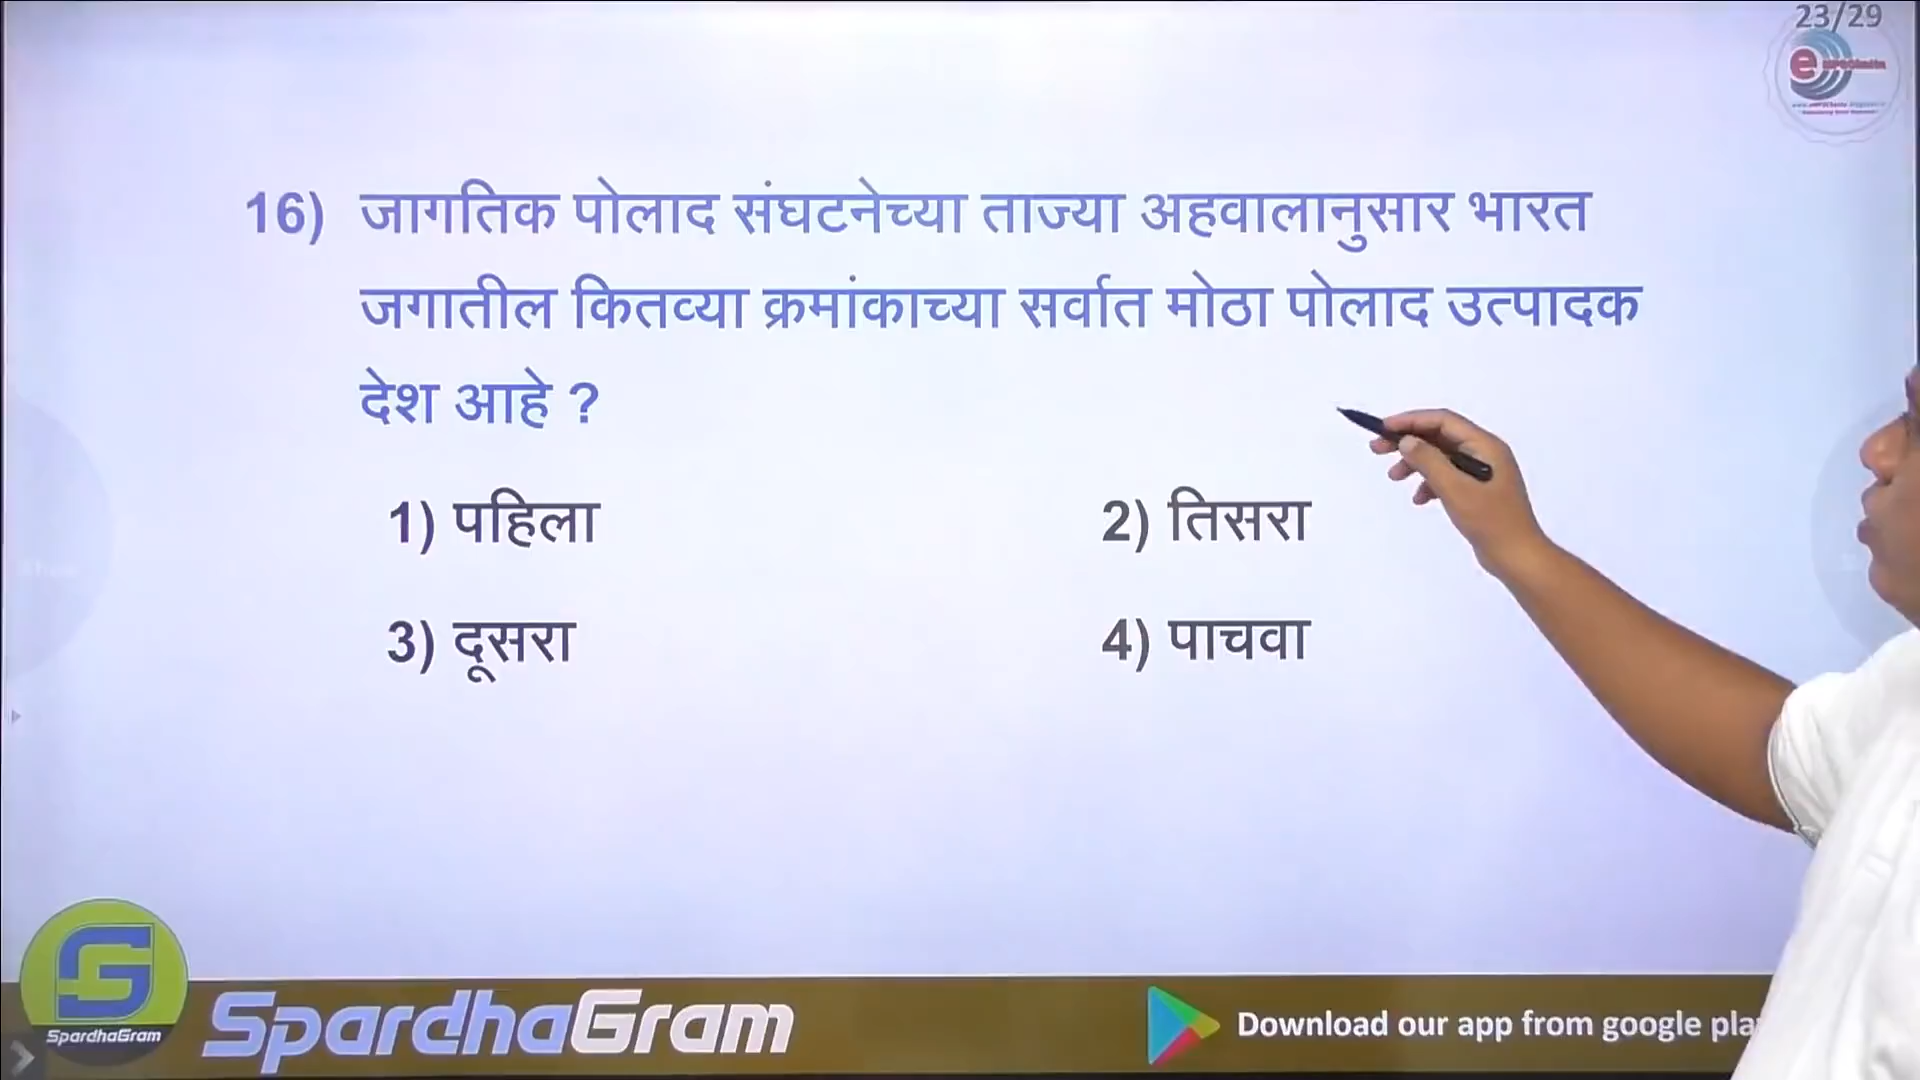 23/29
16) जागतिक पोलाद संघटनेच्या ताज्या अहवालानुसार भारत
जगातील कितव्या क्रमांकाच्या सर्वात मोठा पोलाद उत्पादक
देश आहे ?
1) पहिला
2) तिसरा
3) दूसरा
4) पाचवा
SpardhaGram
SpardhaGram
Download our app from google pla